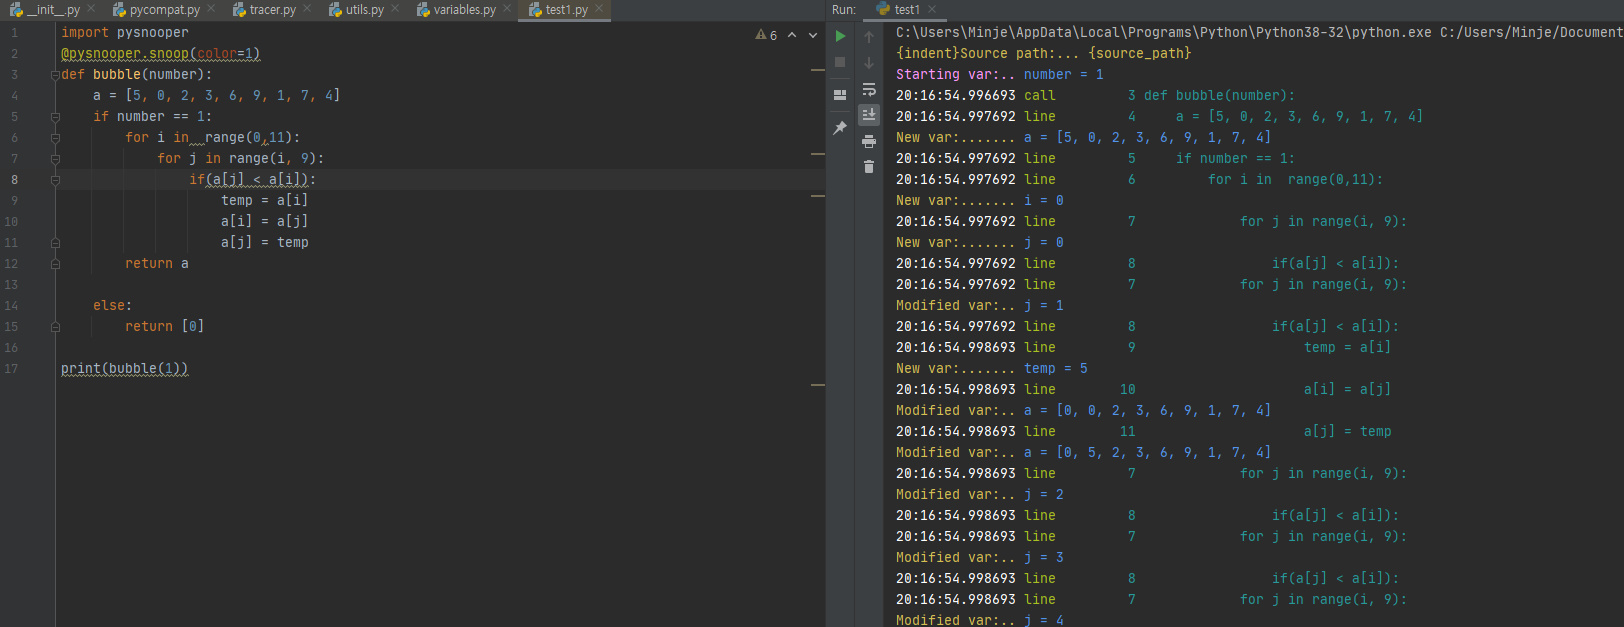 __init__.py pycompat.py tracer.py utils.py variables.py test1.py
6
1 import pysnooper
2 @pysnooper.snoop(color=1)
3 def bubble(number):
4 a = [5, 0, 2, 3, 6, 9, 1, 7, 4]
5 if number == 1:
6 for i in  range(0,11):
7 for j in range(i, 9):
8 if(a[j] < a[i]):
9 temp = a[i]
10 a[i] = a[j]
11 a[j] = temp
12 return a
13
14 else:
15 return [0]
16
17 print(bubble(1))
Run: test1
C:\Users\Minje\AppData\Local\Programs\Python\Python38-32\python.exe C:/Users/Minje/Document
{indent}Source path:... {source_path}
Starting var:.. number = 1
20:16:54.996693 call 3 def bubble(number):
20:16:54.997692 line 4 a = [5, 0, 2, 3, 6, 9, 1, 7, 4]
New var:....... a = [5, 0, 2, 3, 6, 9, 1, 7, 4]
20:16:54.997692 line 5 if number == 1:
20:16:54.997692 line 6 for i in  range(0,11):
New var:....... i = 0
20:16:54.997692 line 7 for j in range(i, 9):
New var:....... j = 0
20:16:54.997692 line 8 if(a[j] < a[i]):
20:16:54.997692 line 7 for j in range(i, 9):
Modified var:.. j = 1
20:16:54.997692 line 8 if(a[j] < a[i]):
20:16:54.998693 line 9 temp = a[i]
New var:....... temp = 5
20:16:54.998693 line 10 a[i] = a[j]
Modified var:.. a = [0, 0, 2, 3, 6, 9, 1, 7, 4]
20:16:54.998693 line 11 a[j] = temp
Modified var:.. a = [0, 5, 2, 3, 6, 9, 1, 7, 4]
20:16:54.998693 line 7 for j in range(i, 9):
Modified var:.. j = 2
20:16:54.998693 line 8 if(a[j] < a[i]):
20:16:54.998693 line 7 for j in range(i, 9):
Modified var:.. j = 3
20:16:54.998693 line 8 if(a[j] < a[i]):
20:16:54.998693 line 7 for j in range(i, 9):
Modified var:.. j = 4